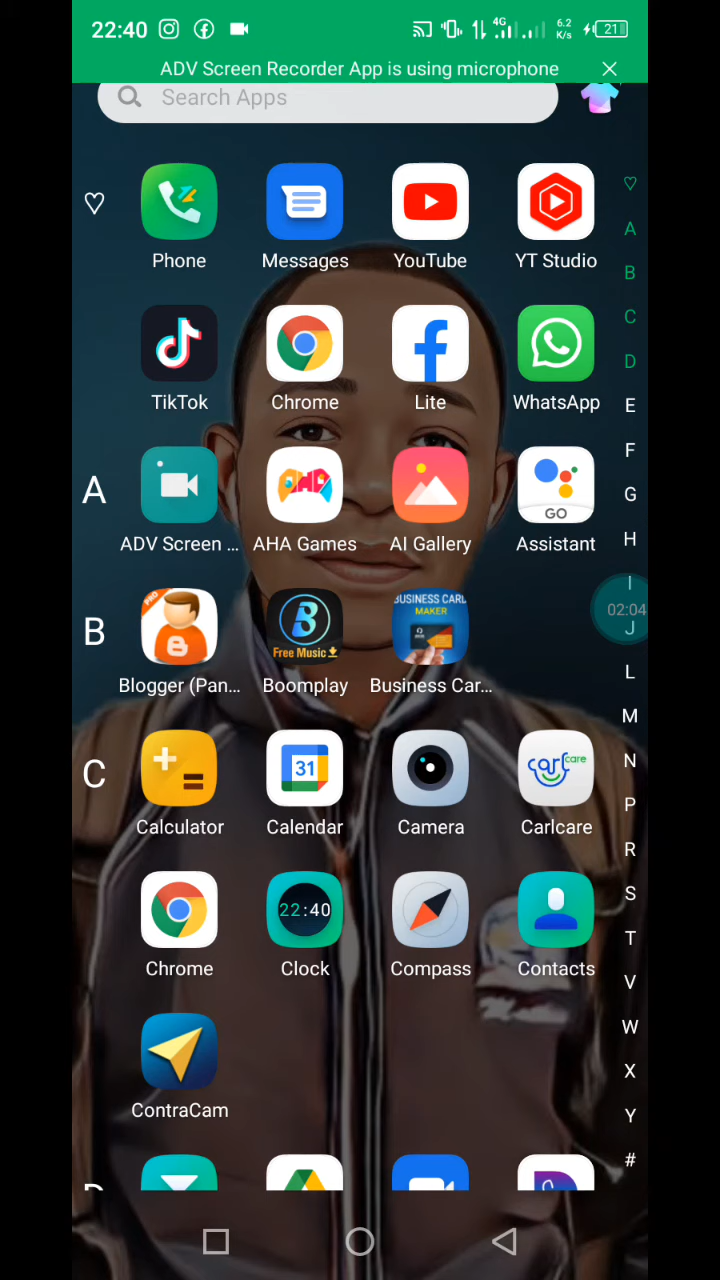 22:40 4G 6.2 K/s 21
ADV Screen Recorder App is using microphone
Search Apps
Phone Messages YouTube YT Studio
TikTok Chrome Lite WhatsApp
A
GO
ADV Screen ... AHA Games AI Gallery Assistant
B
PRO
Free Music
BUSINESS CARD
MAKER
Blogger (Pan... Boomplay Business Car...
C
31
carlcare
Calculator Calendar Camera Carlcare
22:40
Chrome Clock Compass Contacts
ContraCam
A
B
C
D
E
F
G
H
I
02:04
J
L
M
N
P
R
S
T
V
W
X
Y
#